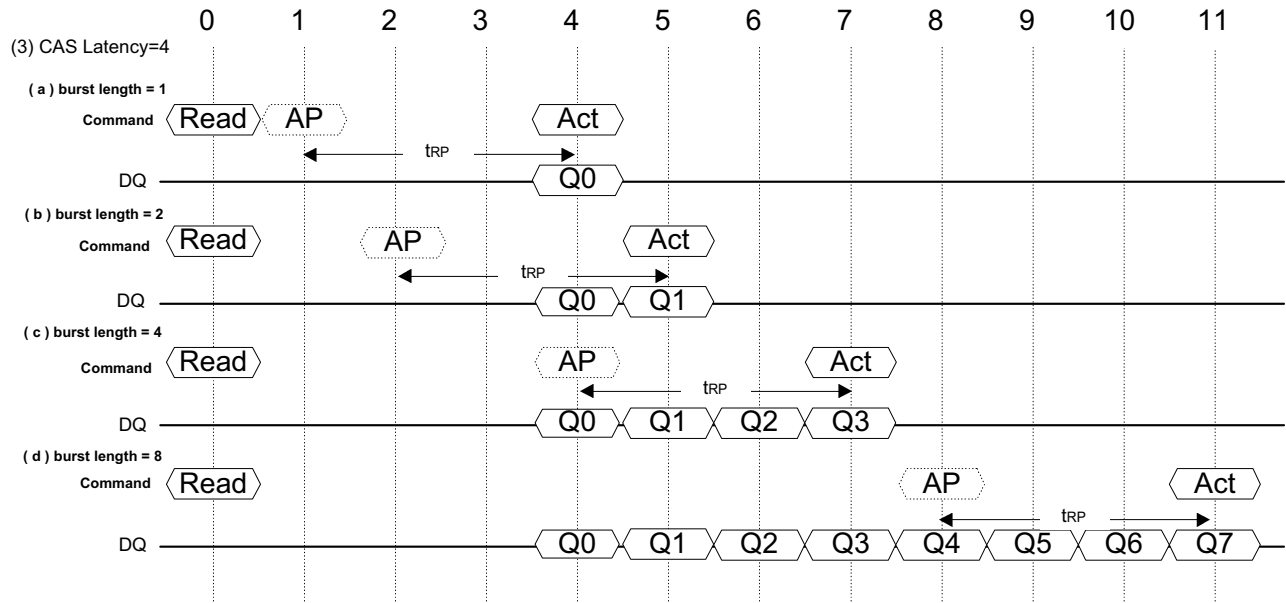 0 1 2 3 4 5 6 7 8 9 10 11
(3) CAS Latency=4
( a ) burst length = 1
Command Read AP Act
tRP
DQ Q0
( b ) burst length = 2
Command Read AP Act
tRP
DQ Q0 Q1
( c ) burst length = 4
Command Read AP Act
tRP
DQ Q0 Q1 Q2 Q3
( d ) burst length = 8
Command Read AP Act
tRP
DQ Q0 Q1 Q2 Q3 Q4 Q5 Q6 Q7